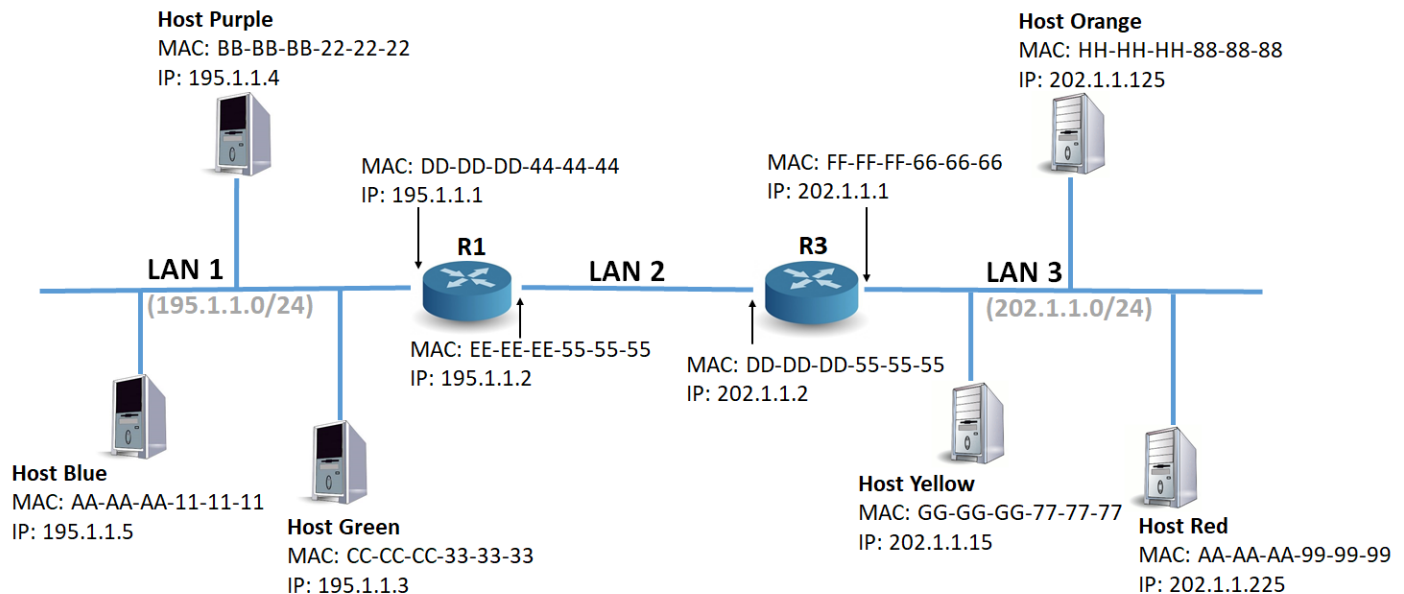 Host Purple
MAC: BB-BB-BB-22-22-22
IP: 195.1.1.4
Host Orange
MAC: HH-HH-HH-88-88-88
IP: 202.1.1.125
MAC: DD-DD-DD-44-44-44
IP: 195.1.1.1
MAC: FF-FF-FF-66-66-66
IP: 202.1.1.1
R1
R3
LAN 1
(195.1.1.0/24)
LAN 2
LAN 3
(202.1.1.0/24)
MAC: EE-EE-EE-55-55-55
IP: 195.1.1.2
MAC: DD-DD-DD-55-55-55
IP: 202.1.1.2
Host Blue
MAC: AA-AA-AA-11-11-11
IP: 195.1.1.5
Host Green
MAC: CC-CC-CC-33-33-33
IP: 195.1.1.3
Host Yellow
MAC: GG-GG-GG-77-77-77
IP: 202.1.1.15
Host Red
MAC: AA-AA-AA-99-99-99
IP: 202.1.1.225